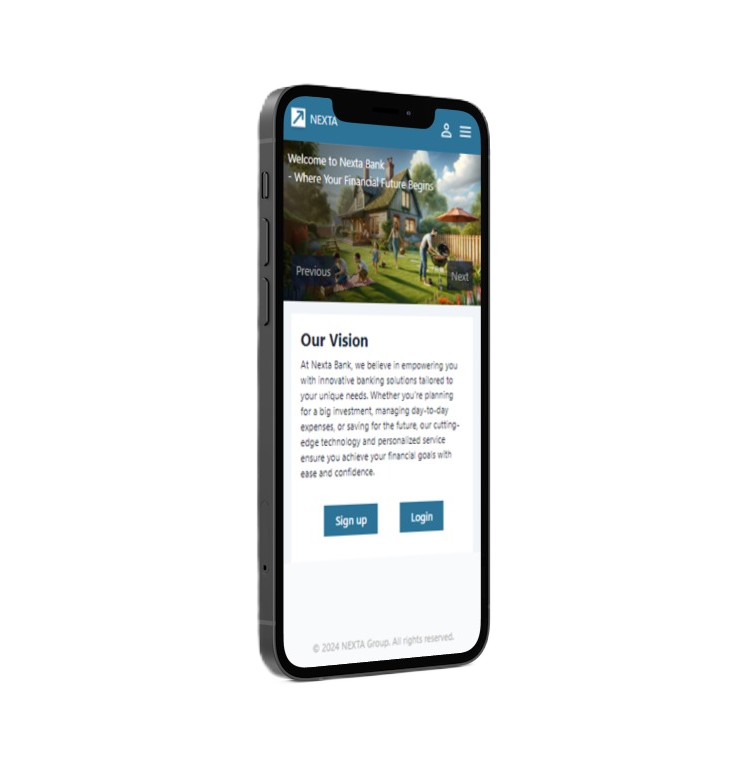 NEXTA
Welcome to Nexta Bank
- Where Your Financial Future Begins
Previous
Next
Our Vision
At Nexta Bank, we believe in empowering you
with innovative banking solutions tailored to
your unique needs. Whether you're planning
for a big investment, managing day-to-day
expenses, or saving for the future, our cutting-
edge technology and personalized service
ensure you achieve your financial goals with
ease and confidence.
Sign up
Login
© 2024 NEXTA Group. All rights reserved.